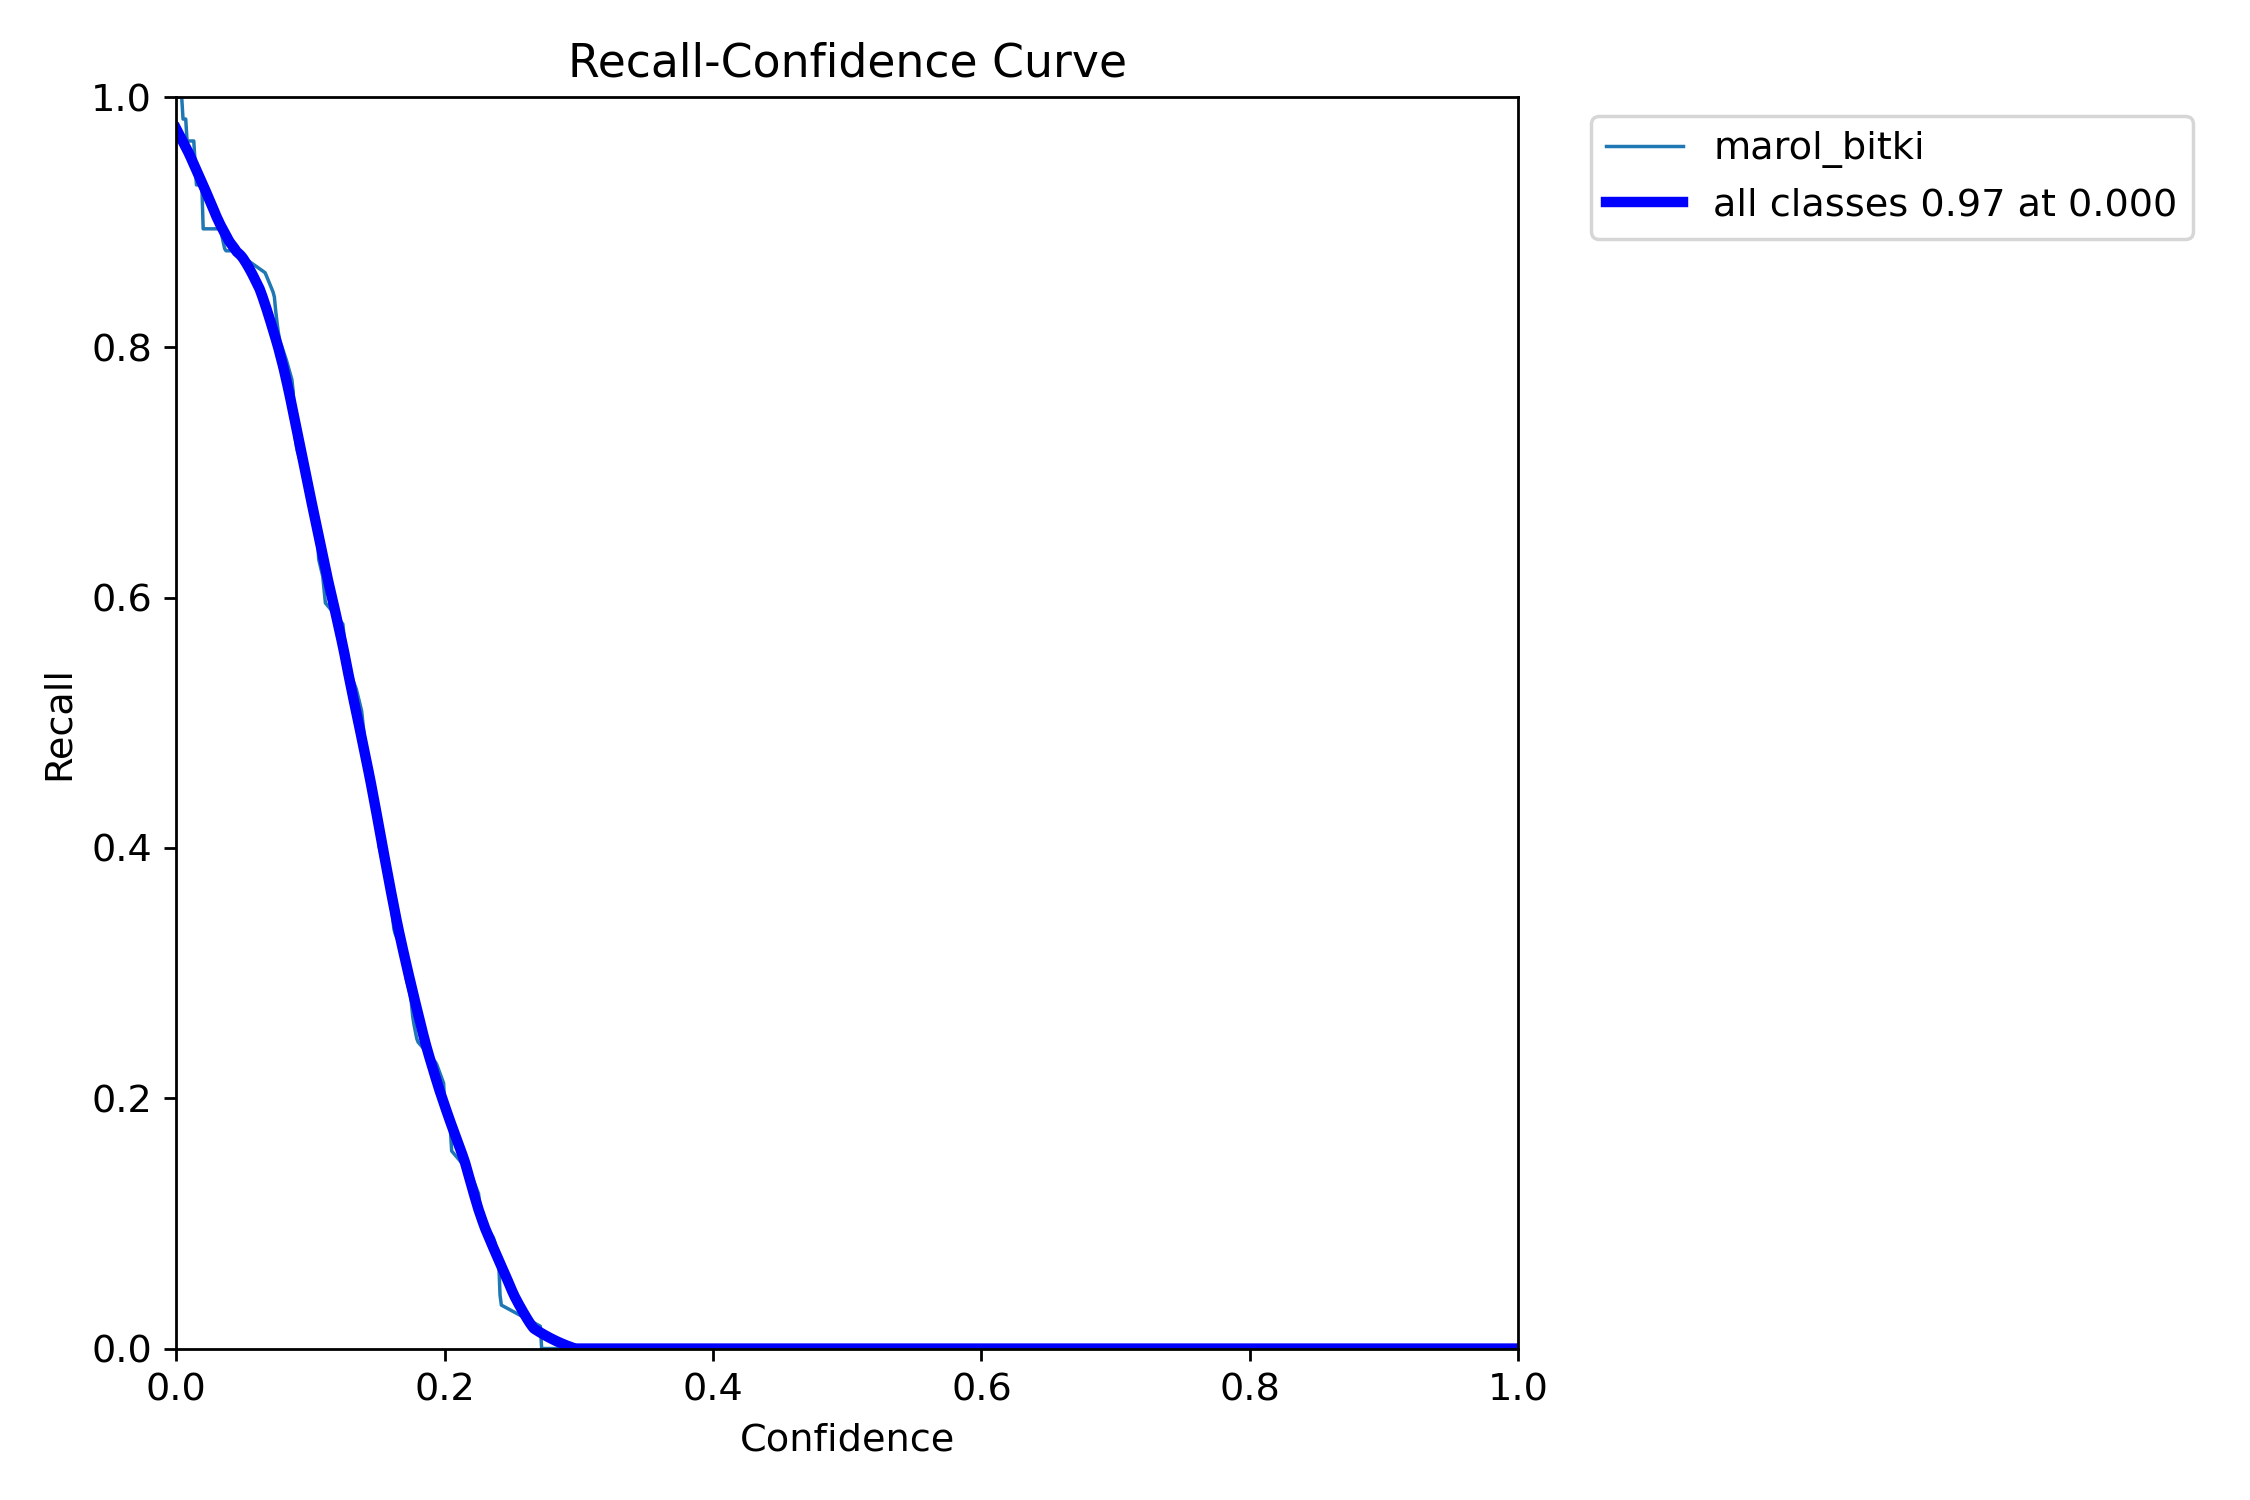 Recall-Confidence Curve
1.0
0.8
0.6
0.4
0.2
0.0
Recall
0.0 0.2 0.4 0.6 0.8 1.0
Confidence
marol_bitki
all classes 0.97 at 0.000